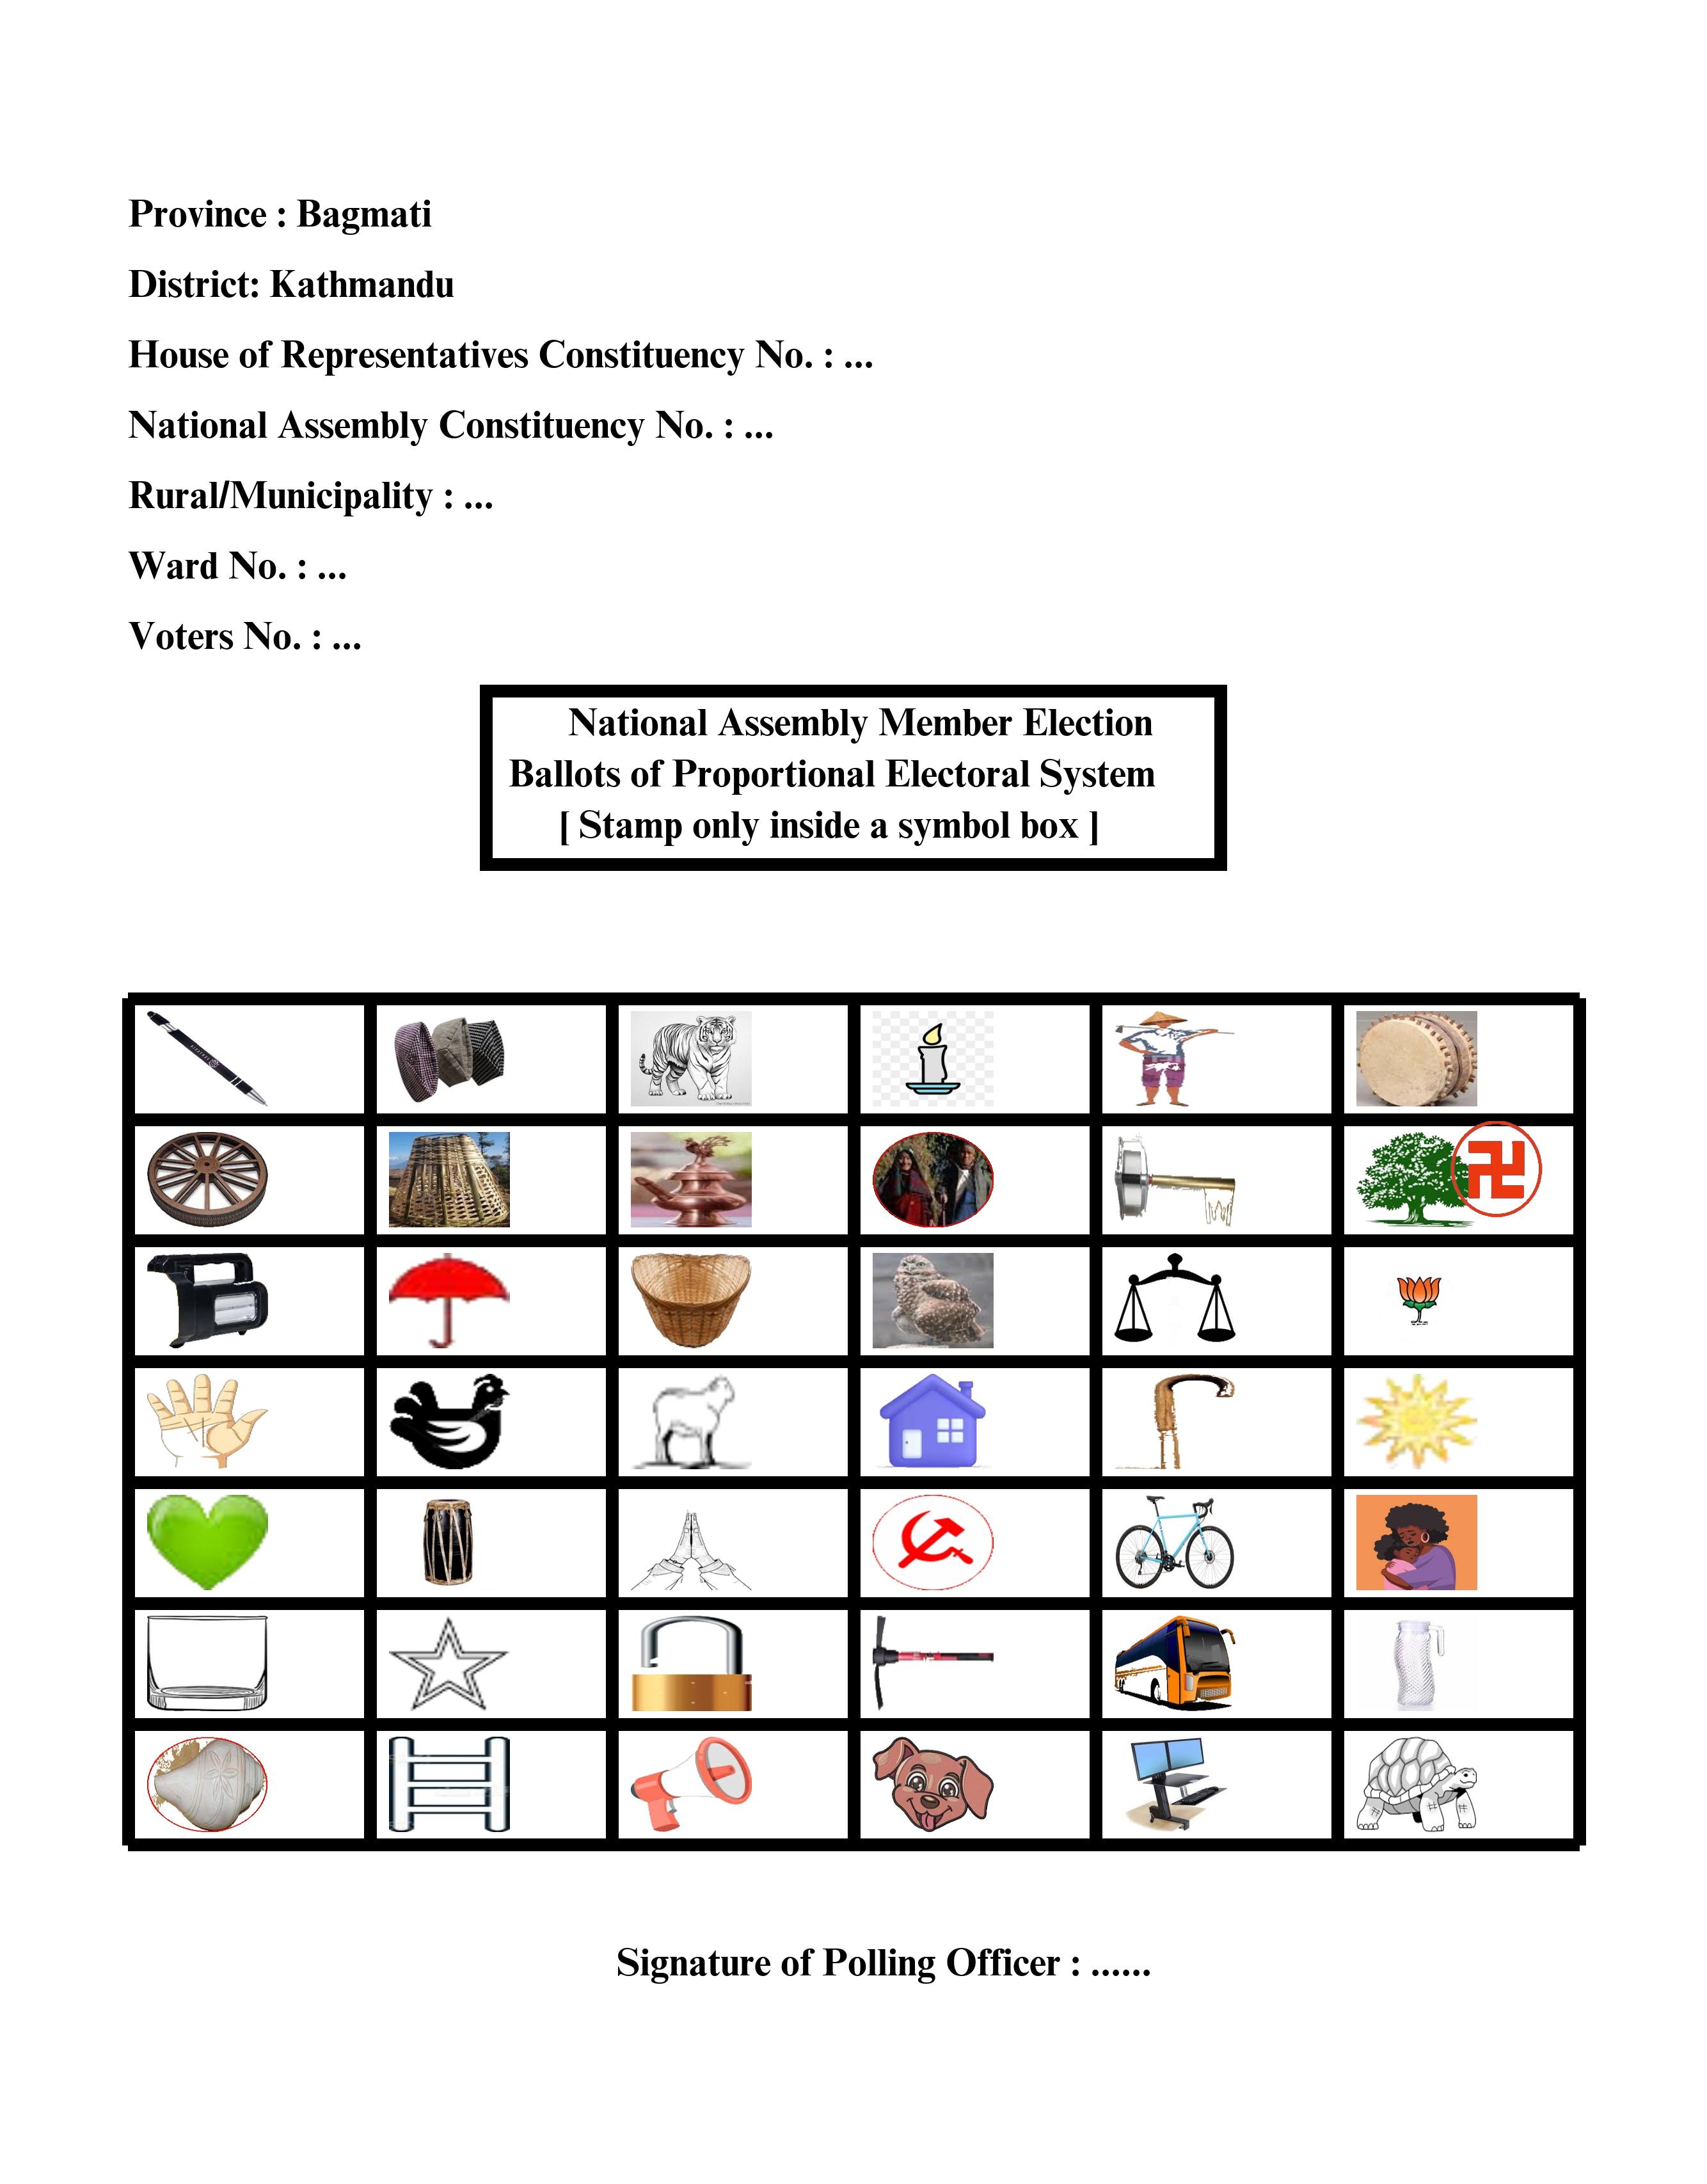 Province : Bagmati
District: Kathmandu
House of Representatives Constituency No. : ...
National Assembly Constituency No. : ...
Rural/Municipality : ...
Ward No. : ...
Voters No. : ...
National Assembly Member Election
Ballots of Proportional Electoral System
[ Stamp only inside a symbol box ]
Signature of Polling Officer : ......